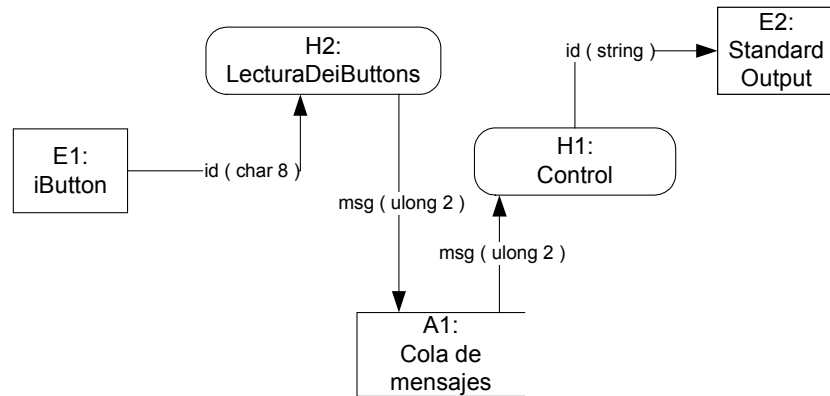 H2:
LecturaDeiButtons
id ( string )
E2:
Standard
Output
E1:
iButton
id ( char 8 )
H1:
Control
msg ( ulong 2 )
msg ( ulong 2 )
A1:
Cola de
mensajes